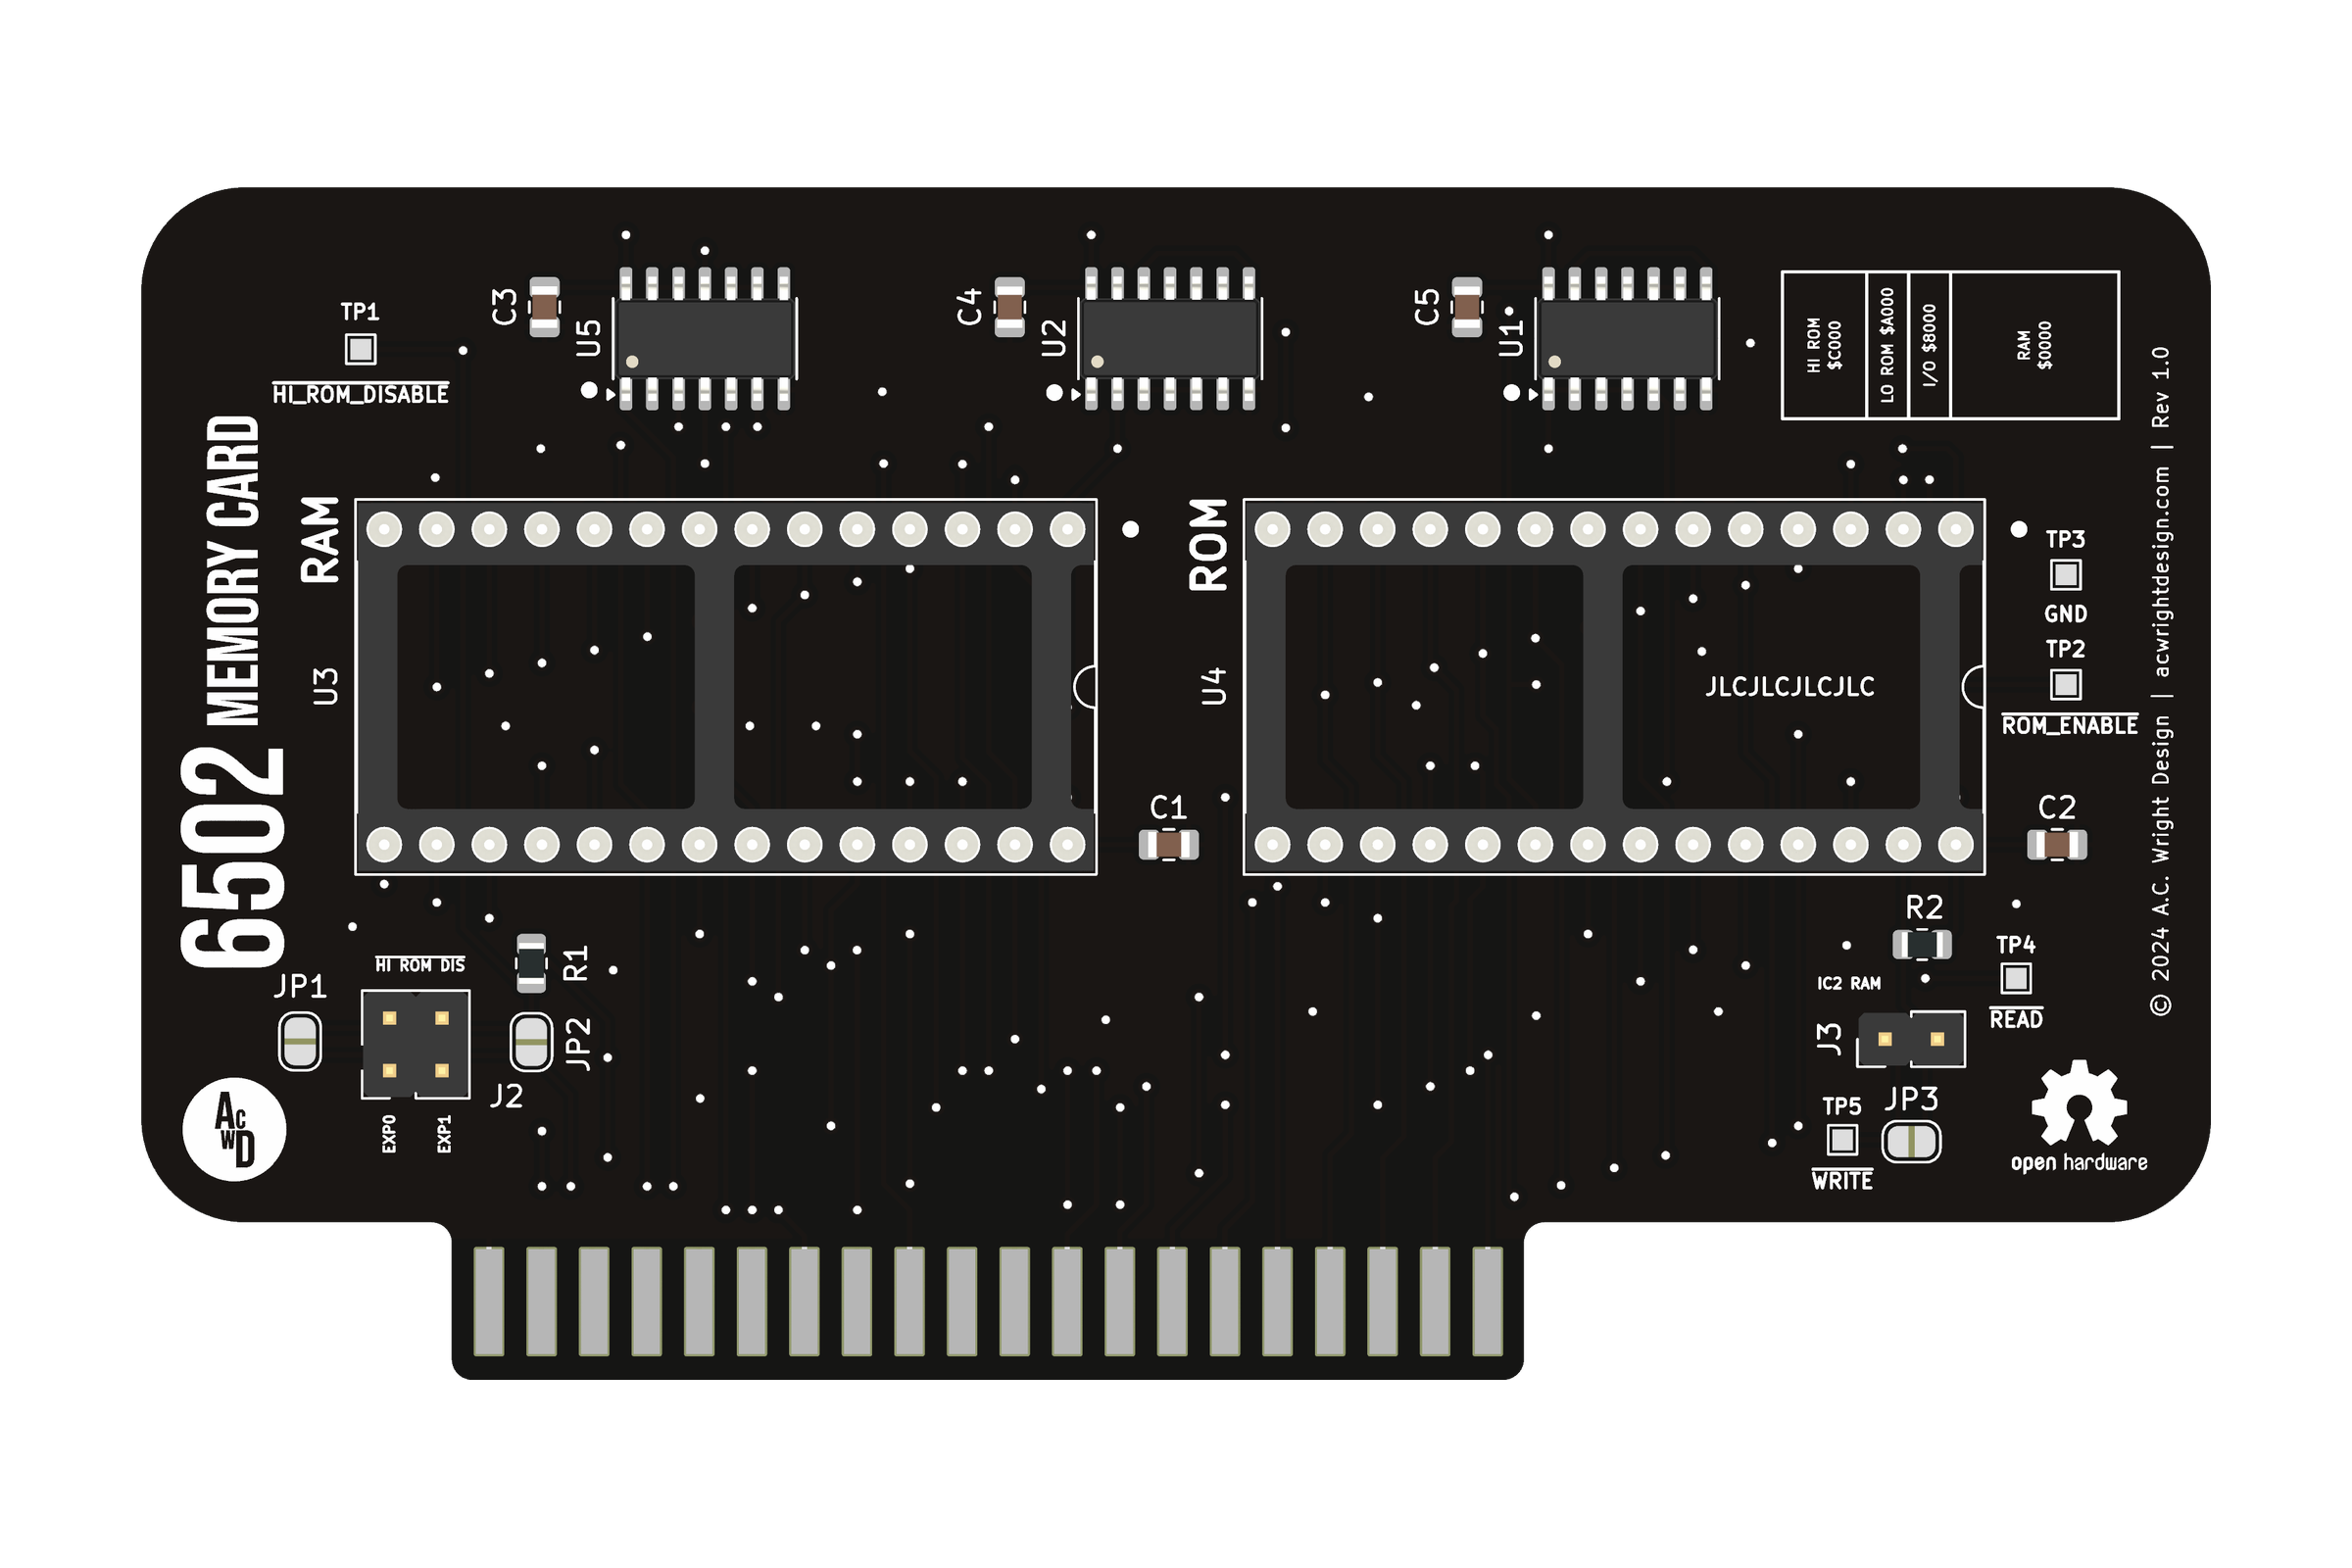 6502 MEMORY CARD
TP1
HI_ROM_DISABLE
C3
U5
C4
U2
C5
U1
HI ROM
$C000
LO ROM $A000
I/O $8000
RAM
$0000
RAM
U3
ROM
U4
JLCJLCJLCJLC
TP3
GND
TP2
ROM_ENABLE
© 2024 A.C. Wright Design | acwrightdesign.com | Rev 1.0
C1
C2
R2
TP4
READ
IC2 RAM
J3
TP5
WRITE
JP3
open hardware
HI ROM DIS
JP1
R1
JP2
J2
EXP0
EXP1
ACWD